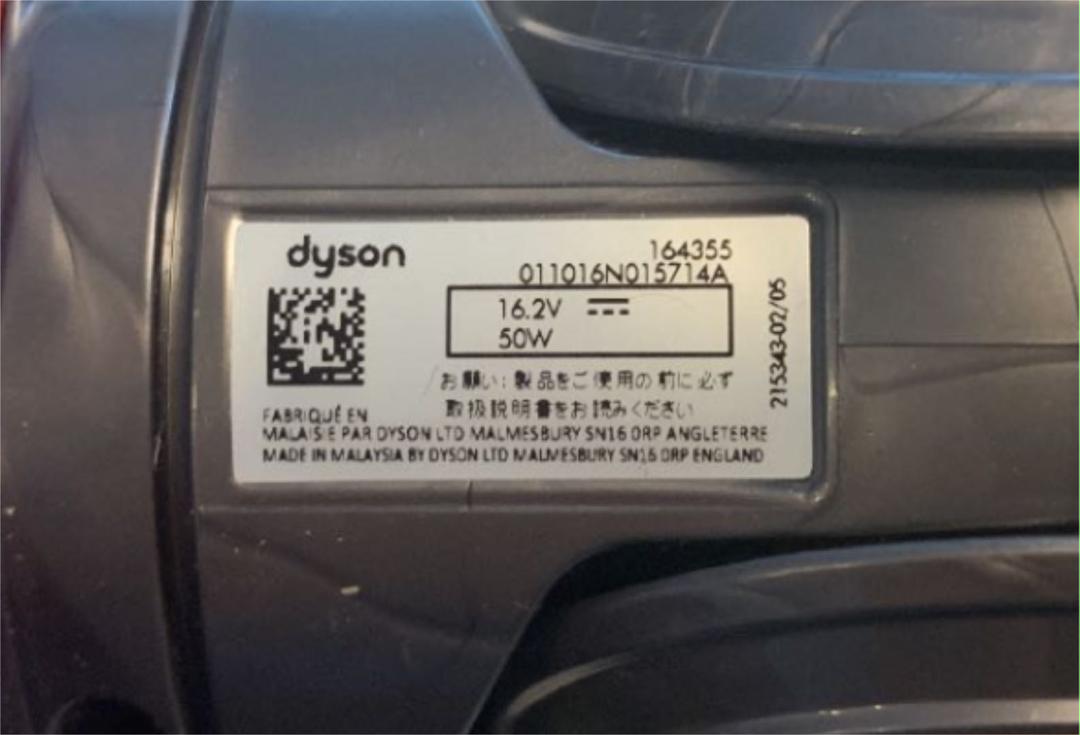 dyson
164355
011016N015714A
16.2V ⎓
50W
215343-02/05
お願い: 製品をご使用の前に必ず
取扱説明書をお読みください
FABRIQUÉ EN
MALAISIE PAR DYSON LTD MALMESBURY SN16 0RP ANGLETERRE
MADE IN MALAYSIA BY DYSON LTD MALMESBURY SN16 0RP ENGLAND